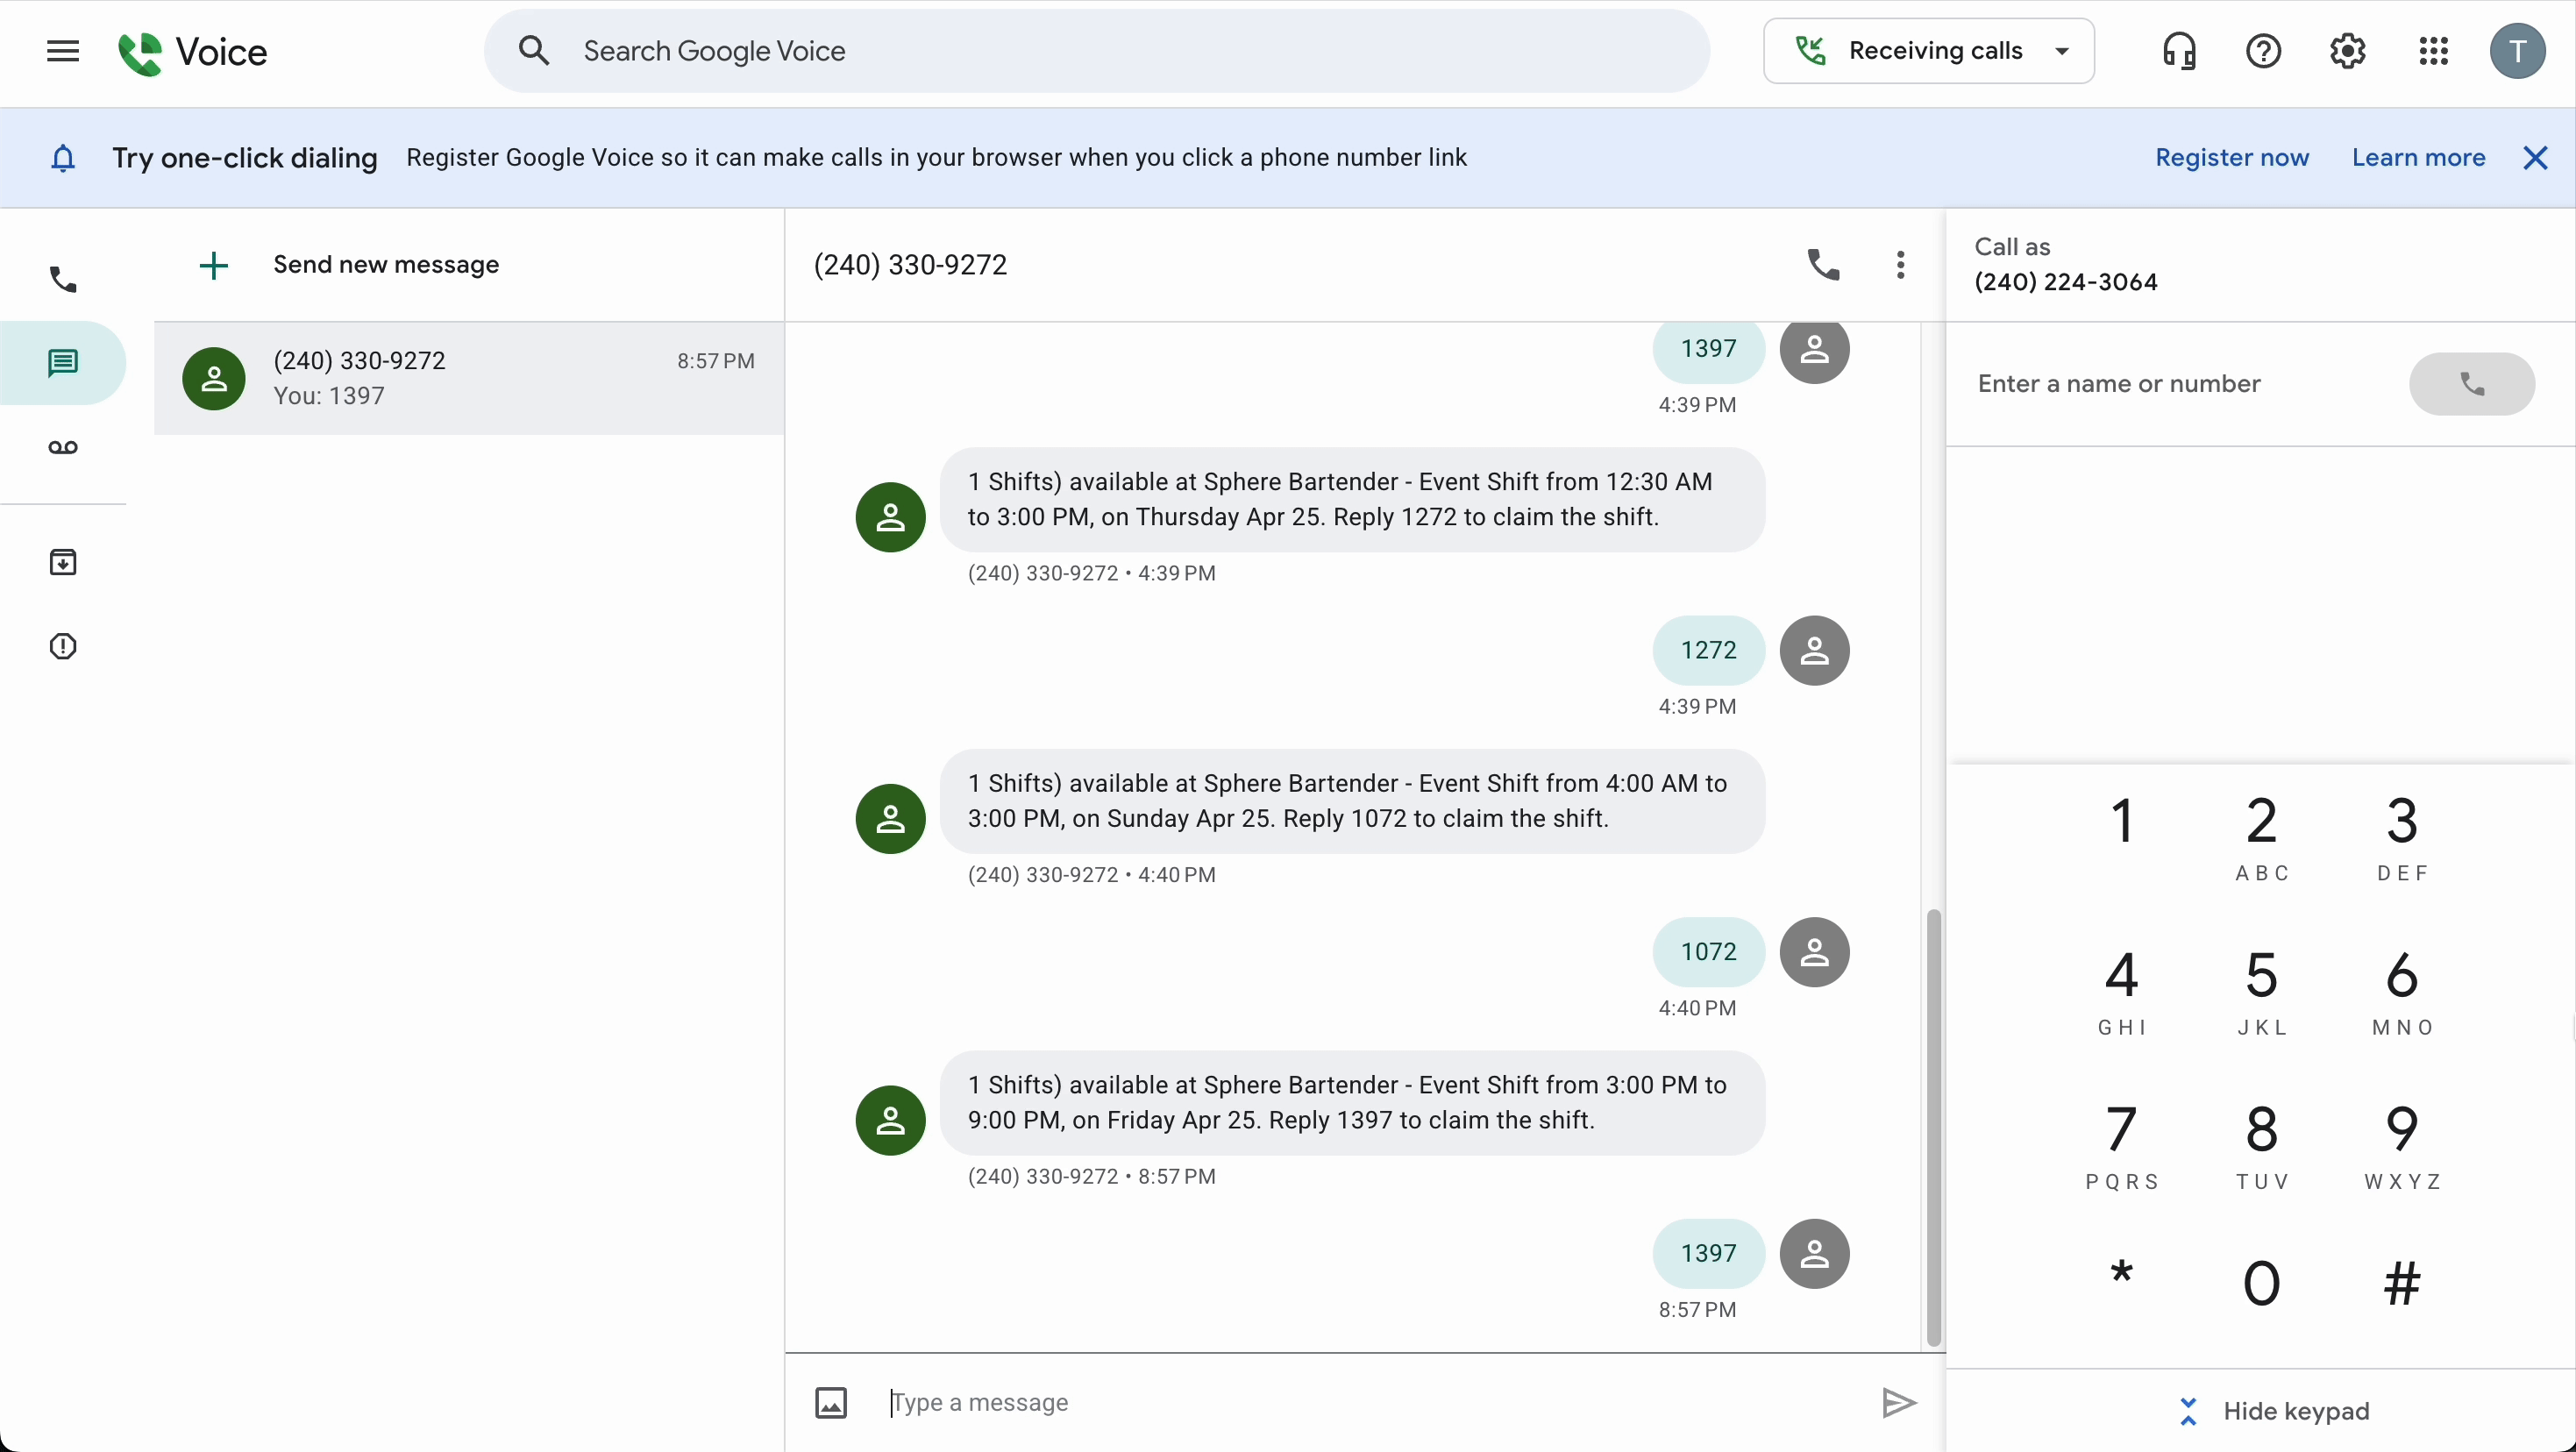 Voice
Search Google Voice
Receiving calls
T
Try one-click dialing
Register Google Voice so it can make calls in your browser when you click a phone number link
Register now
Learn more
Send new message
(240) 330-9272
8:57 PM
You: 1397
(240) 330-9272
1397
4:39 PM
1 Shifts) available at Sphere Bartender - Event Shift from 12:30 AM
to 3:00 PM, on Thursday Apr 25. Reply 1272 to claim the shift.
(240) 330-9272 • 4:39 PM
1272
4:39 PM
1 Shifts) available at Sphere Bartender - Event Shift from 4:00 AM to
3:00 PM, on Sunday Apr 25. Reply 1072 to claim the shift.
(240) 330-9272 • 4:40 PM
1072
4:40 PM
1 Shifts) available at Sphere Bartender - Event Shift from 3:00 PM to
9:00 PM, on Friday Apr 25. Reply 1397 to claim the shift.
(240) 330-9272 • 8:57 PM
1397
8:57 PM
Type a message
Call as
(240) 224-3064
Enter a name or number
1 2 3
ABC DEF
4 5 6
GHI JKL MNO
7 8 9
PQRS TUV WXYZ
* 0 #
Hide keypad